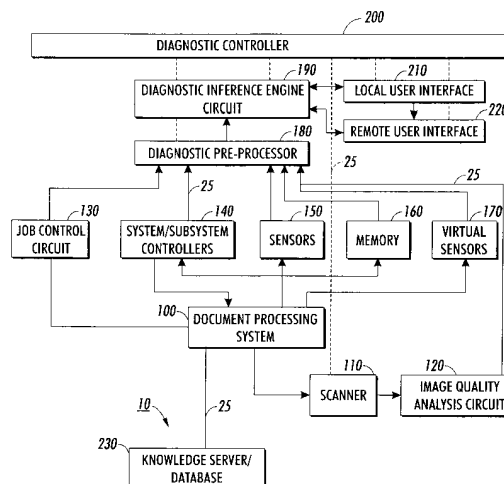 200
DIAGNOSTIC CONTROLLER
190
210
DIAGNOSTIC INFERENCE ENGINE
CIRCUIT
LOCAL USER INTERFACE
220
REMOTE USER INTERFACE
180
DIAGNOSTIC PRE-PROCESSOR
25
25
25
130
140
150
160
170
JOB CONTROL
CIRCUIT
SYSTEM/SUBSYSTEM
CONTROLLERS
SENSORS
MEMORY
VIRTUAL
SENSORS
100
DOCUMENT PROCESSING
SYSTEM
110
120
SCANNER
IMAGE QUALITY
ANALYSIS CIRCUIT
10
25
230
KNOWLEDGE SERVER/
DATABASE